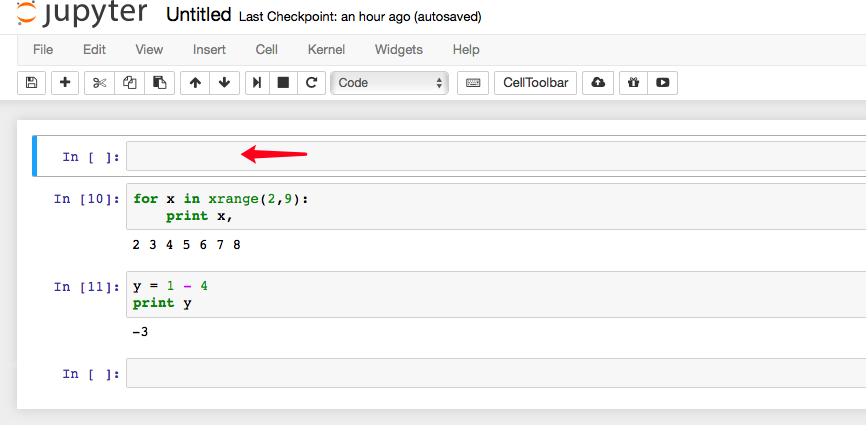 jupyter Untitled Last Checkpoint: an hour ago (autosaved)
File Edit View Insert Cell Kernel Widgets Help
Code CellToolbar
In [ ]:
In [10]: for x in xrange(2,9):
    print x,
2 3 4 5 6 7 8
In [11]: y = 1 - 4
print y
-3
In [ ]: